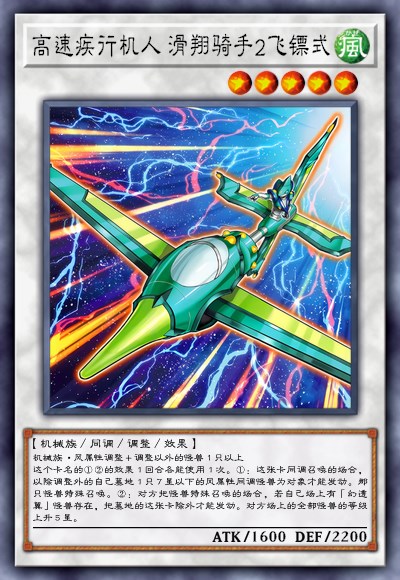 高速疾行机人 滑翔骑手2飞镖式
風
【机械族／同调／调整／效果】
机械族·风属性调整＋调整以外的怪兽1只以上
这个卡名的①②的效果1回合各能使用1次。①：这张卡同调召唤的场合，
以除调整外的自己墓地1只7星以下的风属性同调怪兽为对象才能发动。那
只怪兽特殊召唤。②：对方把怪兽特殊召唤的场合，若自己场上有「幻透
翼」怪兽存在，把墓地的这张卡除外才能发动。对方场上的全部怪兽的等级
上升5星。
ATK/1600 DEF/2200